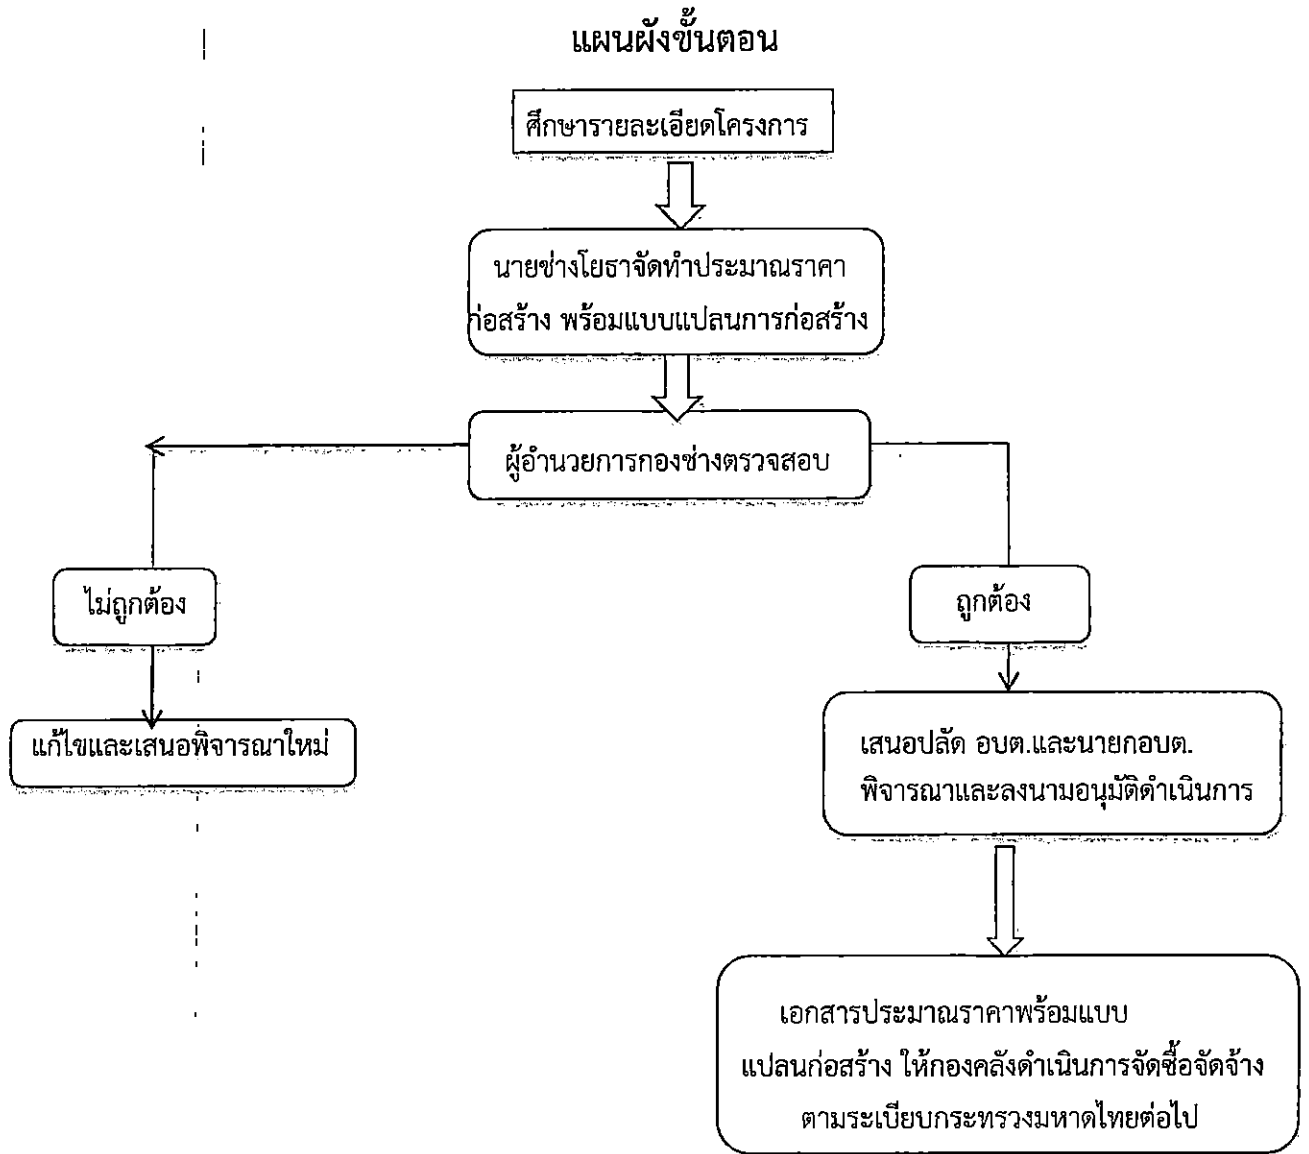 แผนผังขั้นตอน
ศึกษารายละเอียดโครงการ
นายช่างโยธาจัดทำประมาณราคา
ก่อสร้าง พร้อมแบบแปลนการก่อสร้าง
ผู้อำนวยการกองช่างตรวจสอบ
ไม่ถูกต้อง
ถูกต้อง
แก้ไขและเสนอพิจารณาใหม่
เสนอปลัด อบต.และนายกอบต.
พิจารณาและลงนามอนุมัติดำเนินการ
เอกสารประมาณราคาพร้อมแบบ
แปลนก่อสร้าง ให้กองคลังดำเนินการจัดซื้อจัดจ้าง
ตามระเบียบกระทรวงมหาดไทยต่อไป